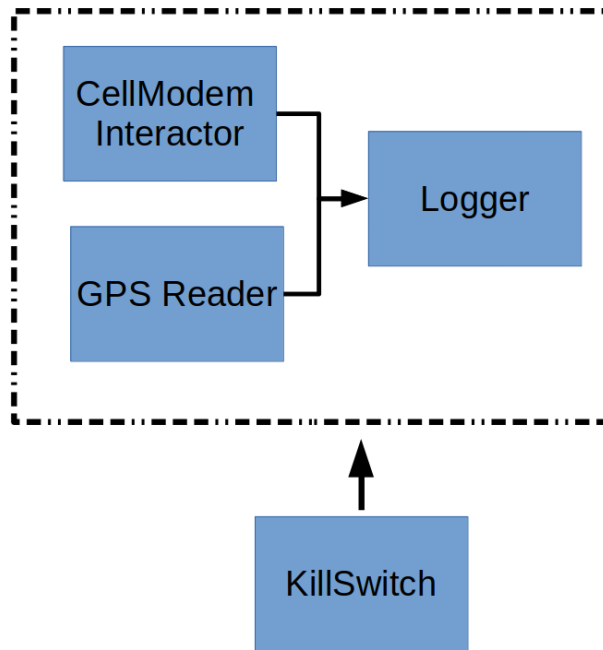 CellModem
Interactor
Logger
GPS Reader
KillSwitch